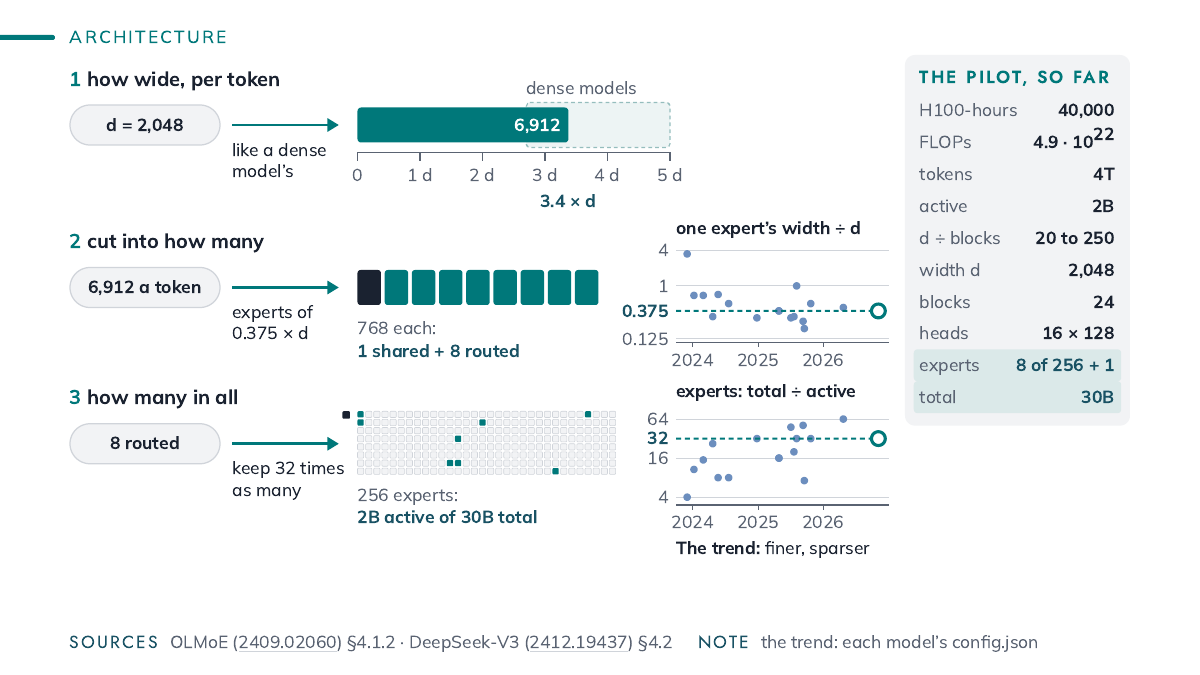 ARCHITECTURE
1 how wide, per token
d = 2,048
like a dense
model's
dense models
6,912
0 1 d 2 d 3 d 4 d 5 d
3.4 × d
2 cut into how many
6,912 a token
experts of
0.375 × d
768 each:
1 shared + 8 routed
one expert's width ÷ d
4
1
0.375
0.125
2024 2025 2026
3 how many in all
8 routed
keep 32 times
as many
256 experts:
2B active of 30B total
experts: total ÷ active
64
32
16
4
2024 2025 2026
The trend: finer, sparser
THE PILOT, SO FAR
H100-hours 40,000
FLOPs 4.9 · 10²²
tokens 4T
active 2B
d ÷ blocks 20 to 250
width d 2,048
blocks 24
heads 16 × 128
experts 8 of 256 + 1
total 30B
SOURCES OLMoE (2409.02060) §4.1.2 · DeepSeek-V3 (2412.19437) §4.2 NOTE the trend: each model's config.json